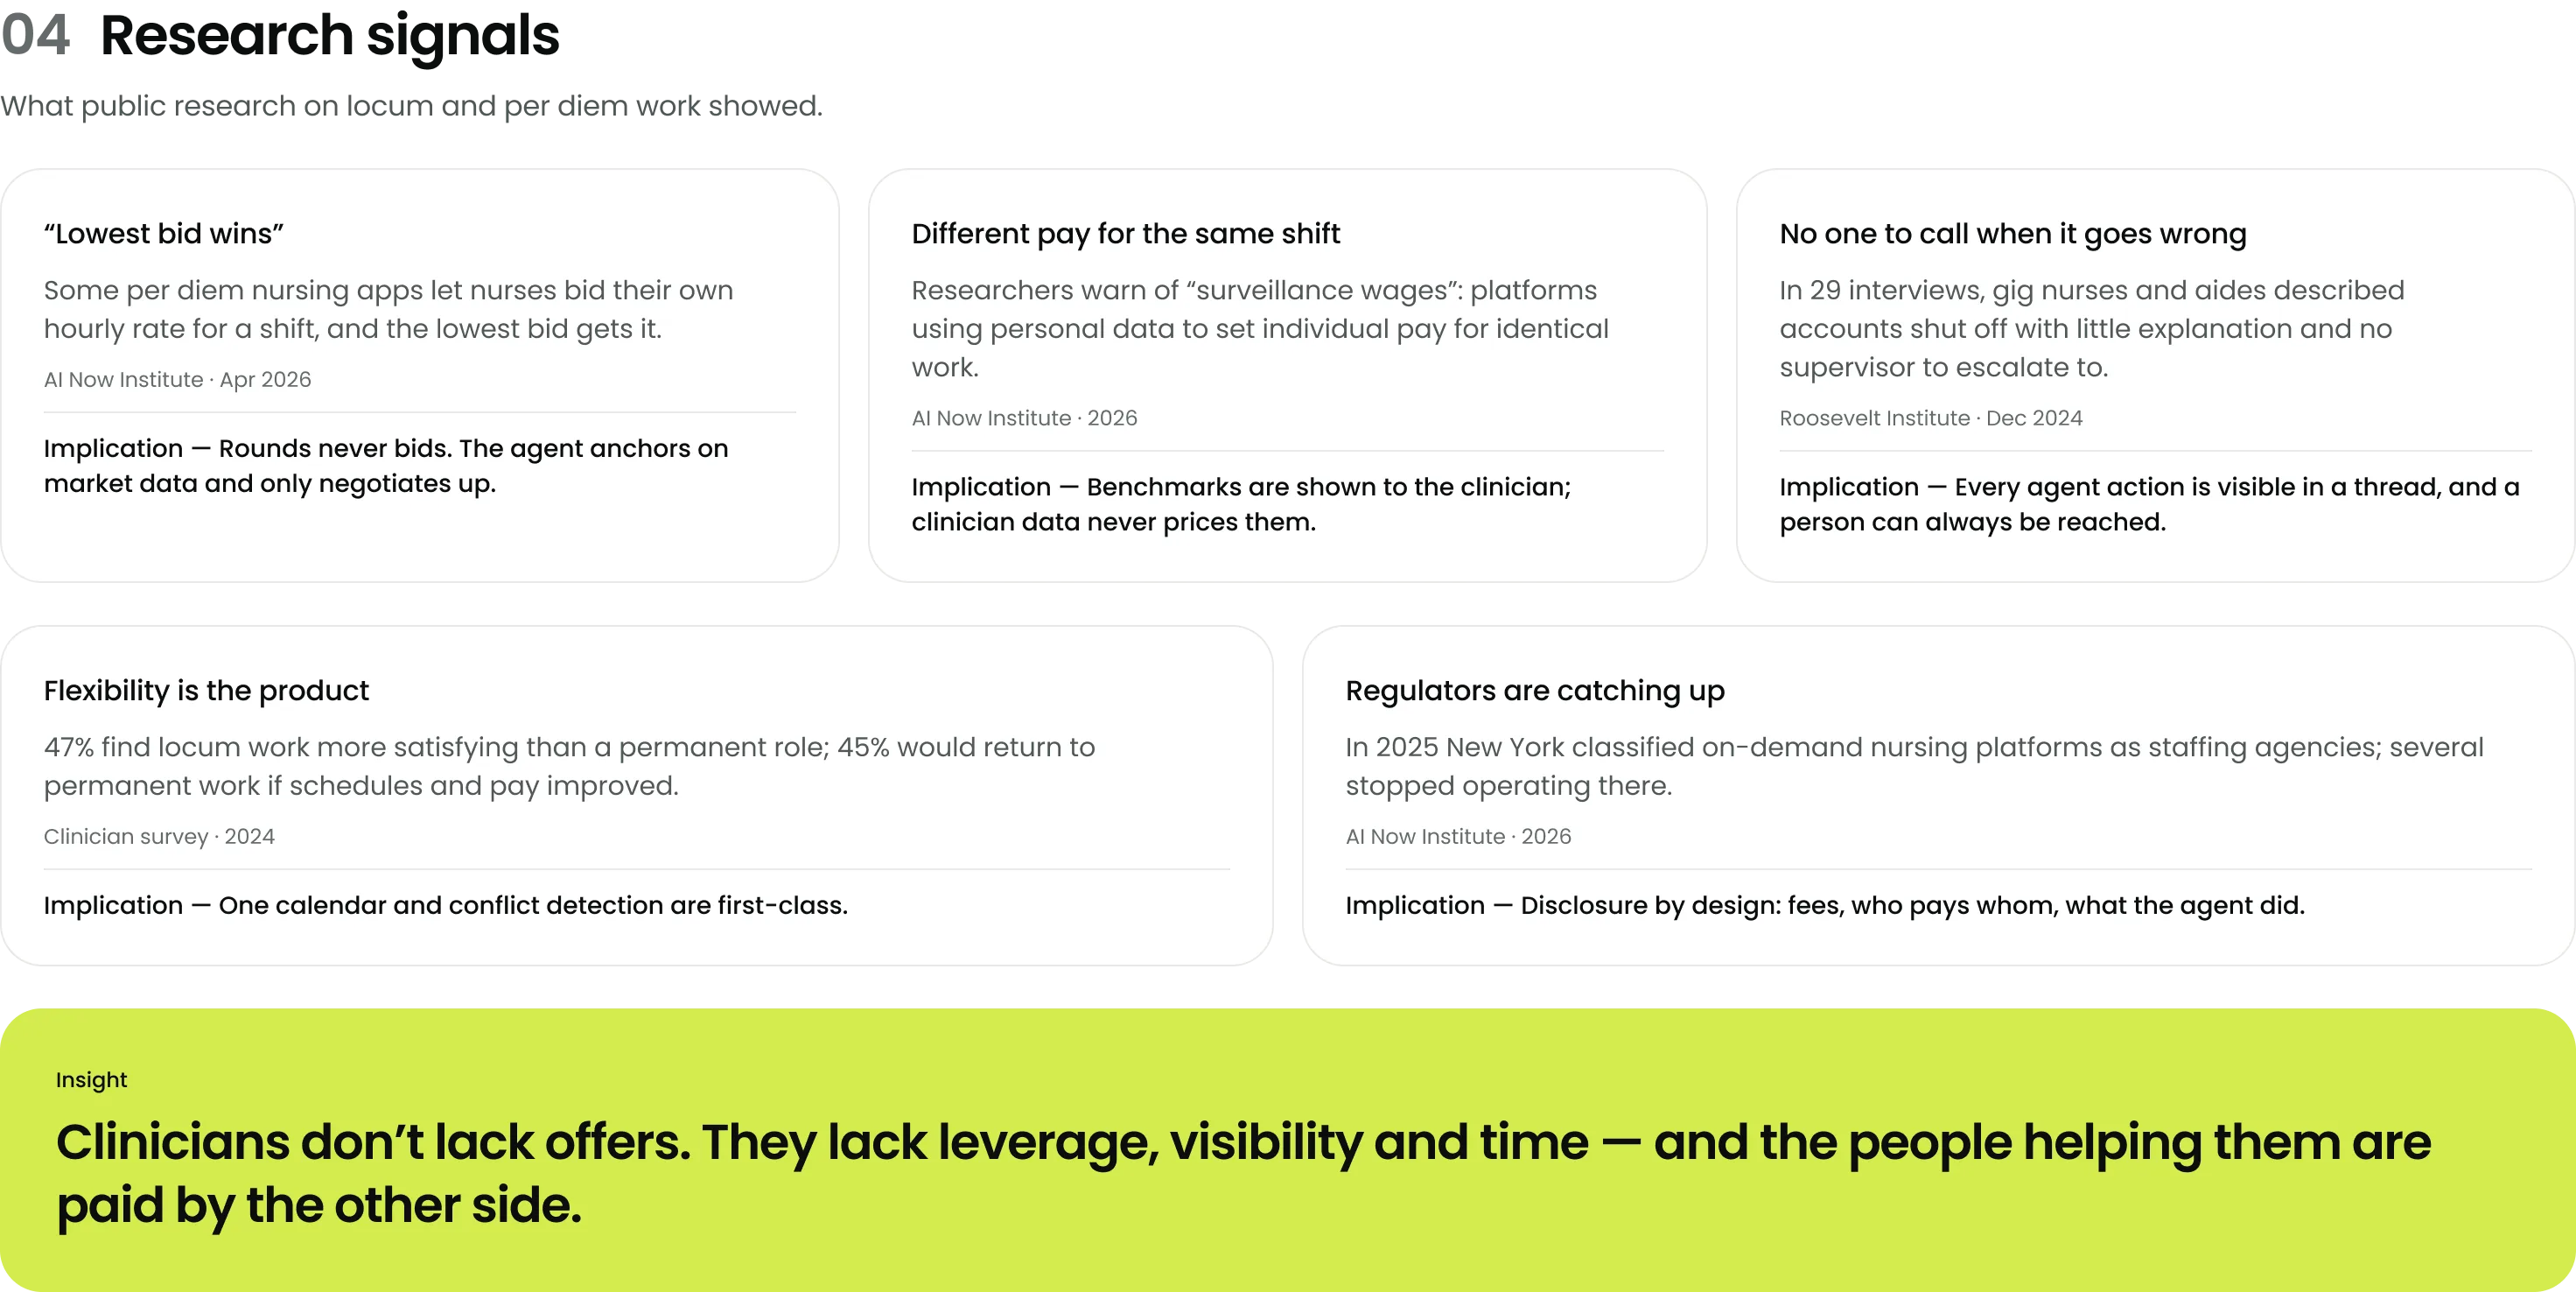 04 Research signals
What public research on locum and per diem work showed.
“Lowest bid wins”
Some per diem nursing apps let nurses bid their own
hourly rate for a shift, and the lowest bid gets it.
AI Now Institute · Apr 2026
Implication — Rounds never bids. The agent anchors on
market data and only negotiates up.
Different pay for the same shift
Researchers warn of “surveillance wages”: platforms
using personal data to set individual pay for identical
work.
AI Now Institute · 2026
Implication — Benchmarks are shown to the clinician;
clinician data never prices them.
No one to call when it goes wrong
In 29 interviews, gig nurses and aides described
accounts shut off with little explanation and no
supervisor to escalate to.
Roosevelt Institute · Dec 2024
Implication — Every agent action is visible in a thread, and a
person can always be reached.
Flexibility is the product
47% find locum work more satisfying than a permanent role; 45% would return to
permanent work if schedules and pay improved.
Clinician survey · 2024
Implication — One calendar and conflict detection are first-class.
Regulators are catching up
In 2025 New York classified on-demand nursing platforms as staffing agencies; several
stopped operating there.
AI Now Institute · 2026
Implication — Disclosure by design: fees, who pays whom, what the agent did.
Insight
Clinicians don’t lack offers. They lack leverage, visibility and time — and the people helping them are
paid by the other side.